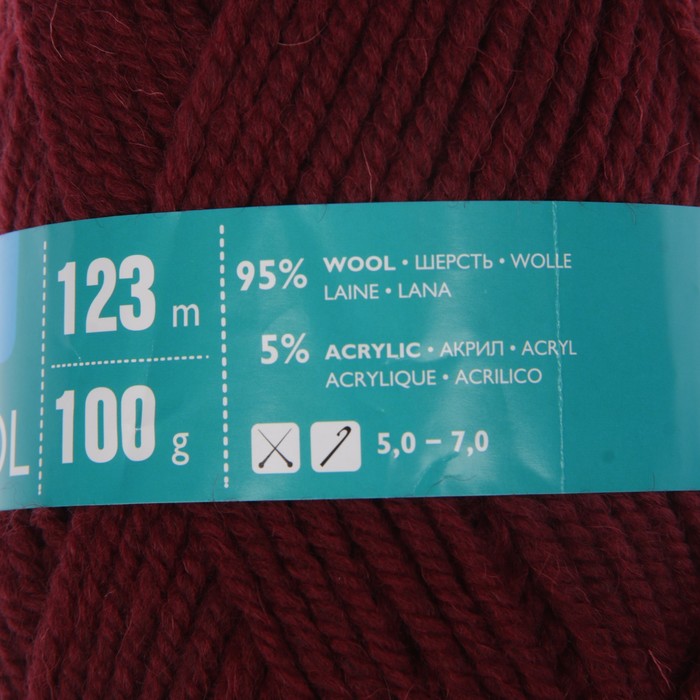 123 m
100 g
OL
95% WOOL • ШЕРСТЬ • WOLLE
LAINE • LANA
5% ACRYLIC • АКРИЛ • ACRYL
ACRYLIQUE • ACRILICO
5,0 – 7,0